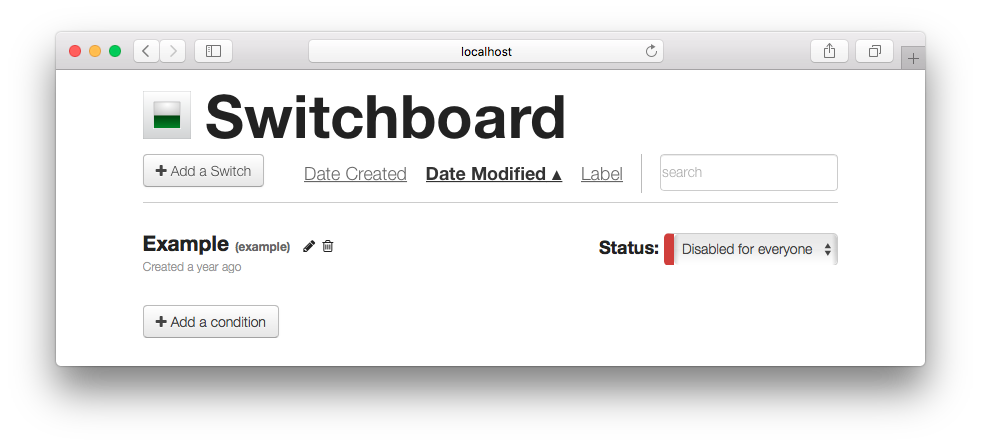 localhost
Switchboard
+ Add a Switch
Date Created Date Modified ▲ Label
search
Example (example)
Status: Disabled for everyone
Created a year ago
+ Add a condition